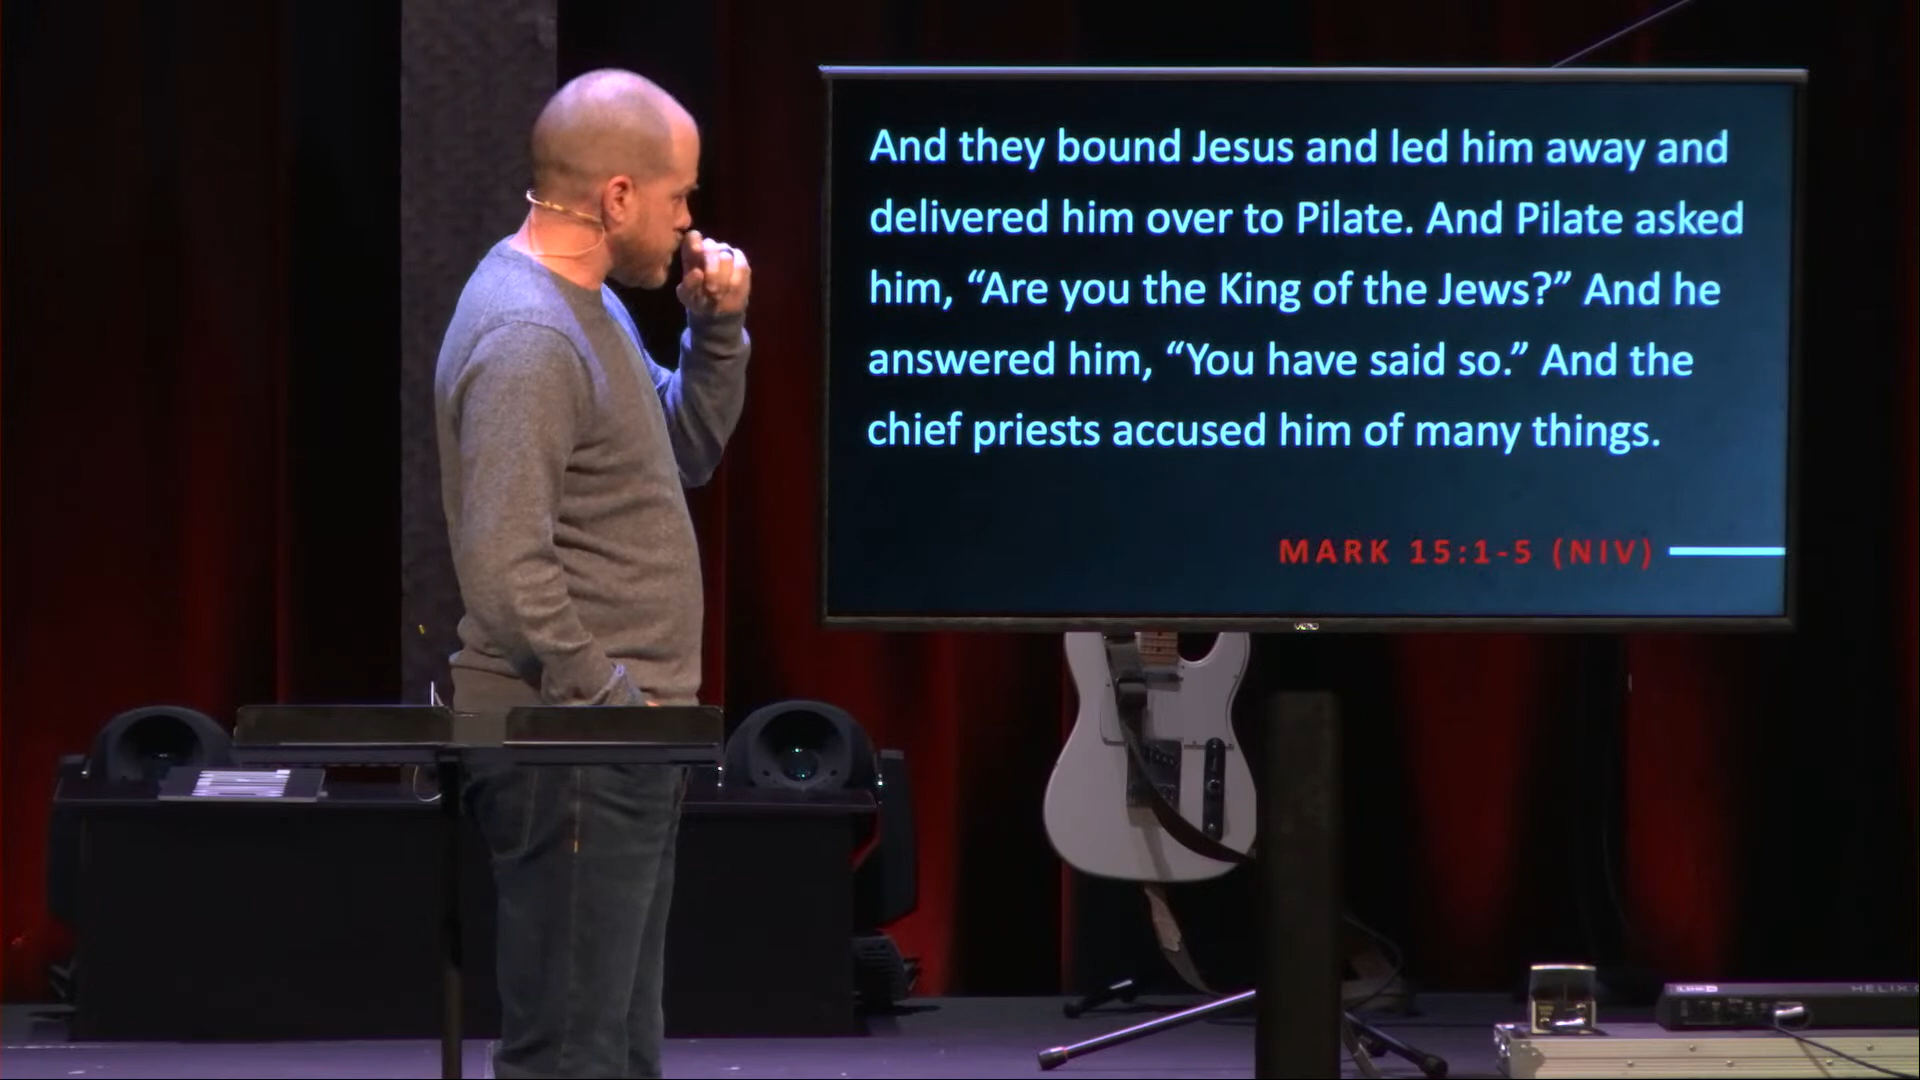 And they bound Jesus and led him away and
delivered him over to Pilate. And Pilate asked
him, “Are you the King of the Jews?” And he
answered him, “You have said so.” And the
chief priests accused him of many things.
MARK 15:1-5 (NIV)
HELIX